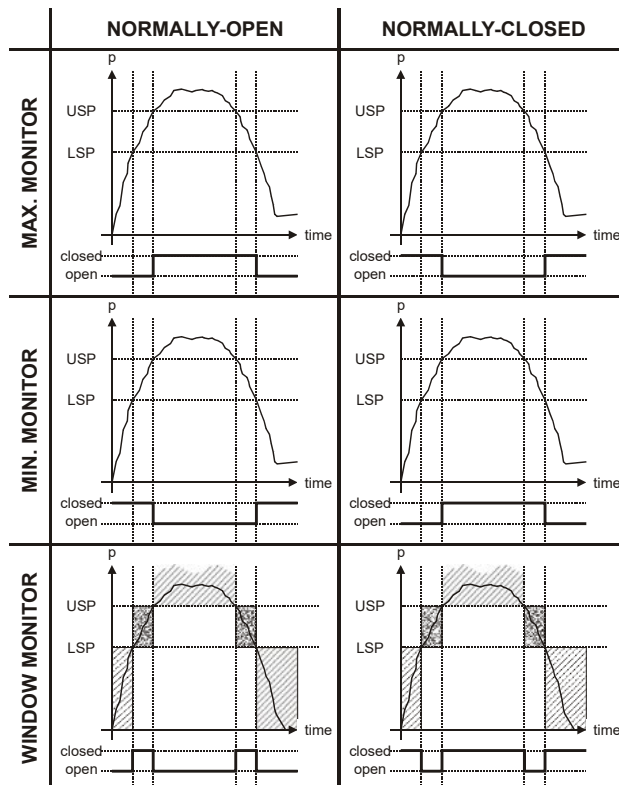 NORMALLY-OPEN
NORMALLY-CLOSED
MAX. MONITOR
p
USP
LSP
time
closed
open
p
USP
LSP
time
closed
open
MIN. MONITOR
p
USP
LSP
time
closed
open
p
USP
LSP
time
closed
open
WINDOW MONITOR
p
USP
LSP
time
closed
open
p
USP
LSP
time
closed
open